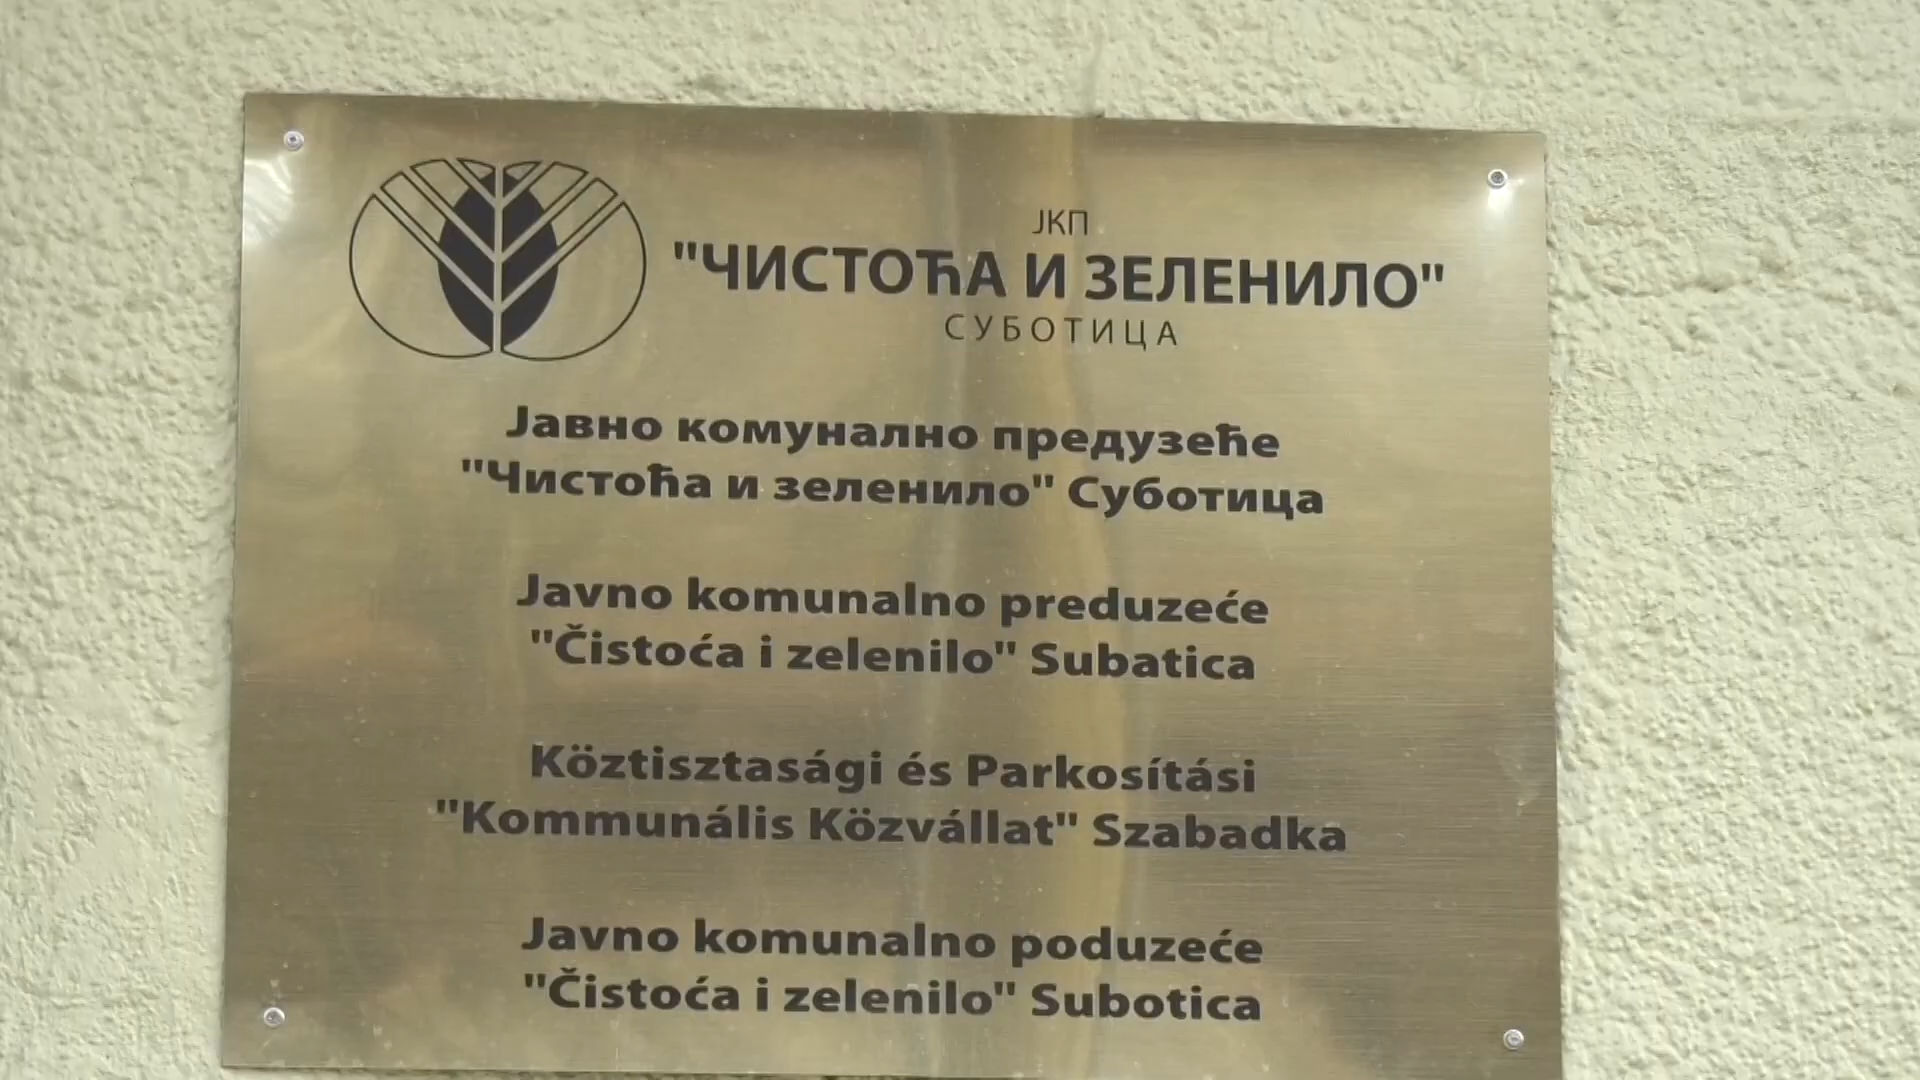 ЈКП
"ЧИСТОЋА И ЗЕЛЕНИЛО"
СУБОТИЦА
Јавно комунално предузеће
"Чистоћа и зеленило" Суботица
Javno komunalno preduzeće
"Čistoća i zelenilo" Subatica
Köztisztasági és Parkosítási
"Kommunális Közvállat" Szabadka
Javno komunalno poduzeće
"Čistoća i zelenilo" Subotica